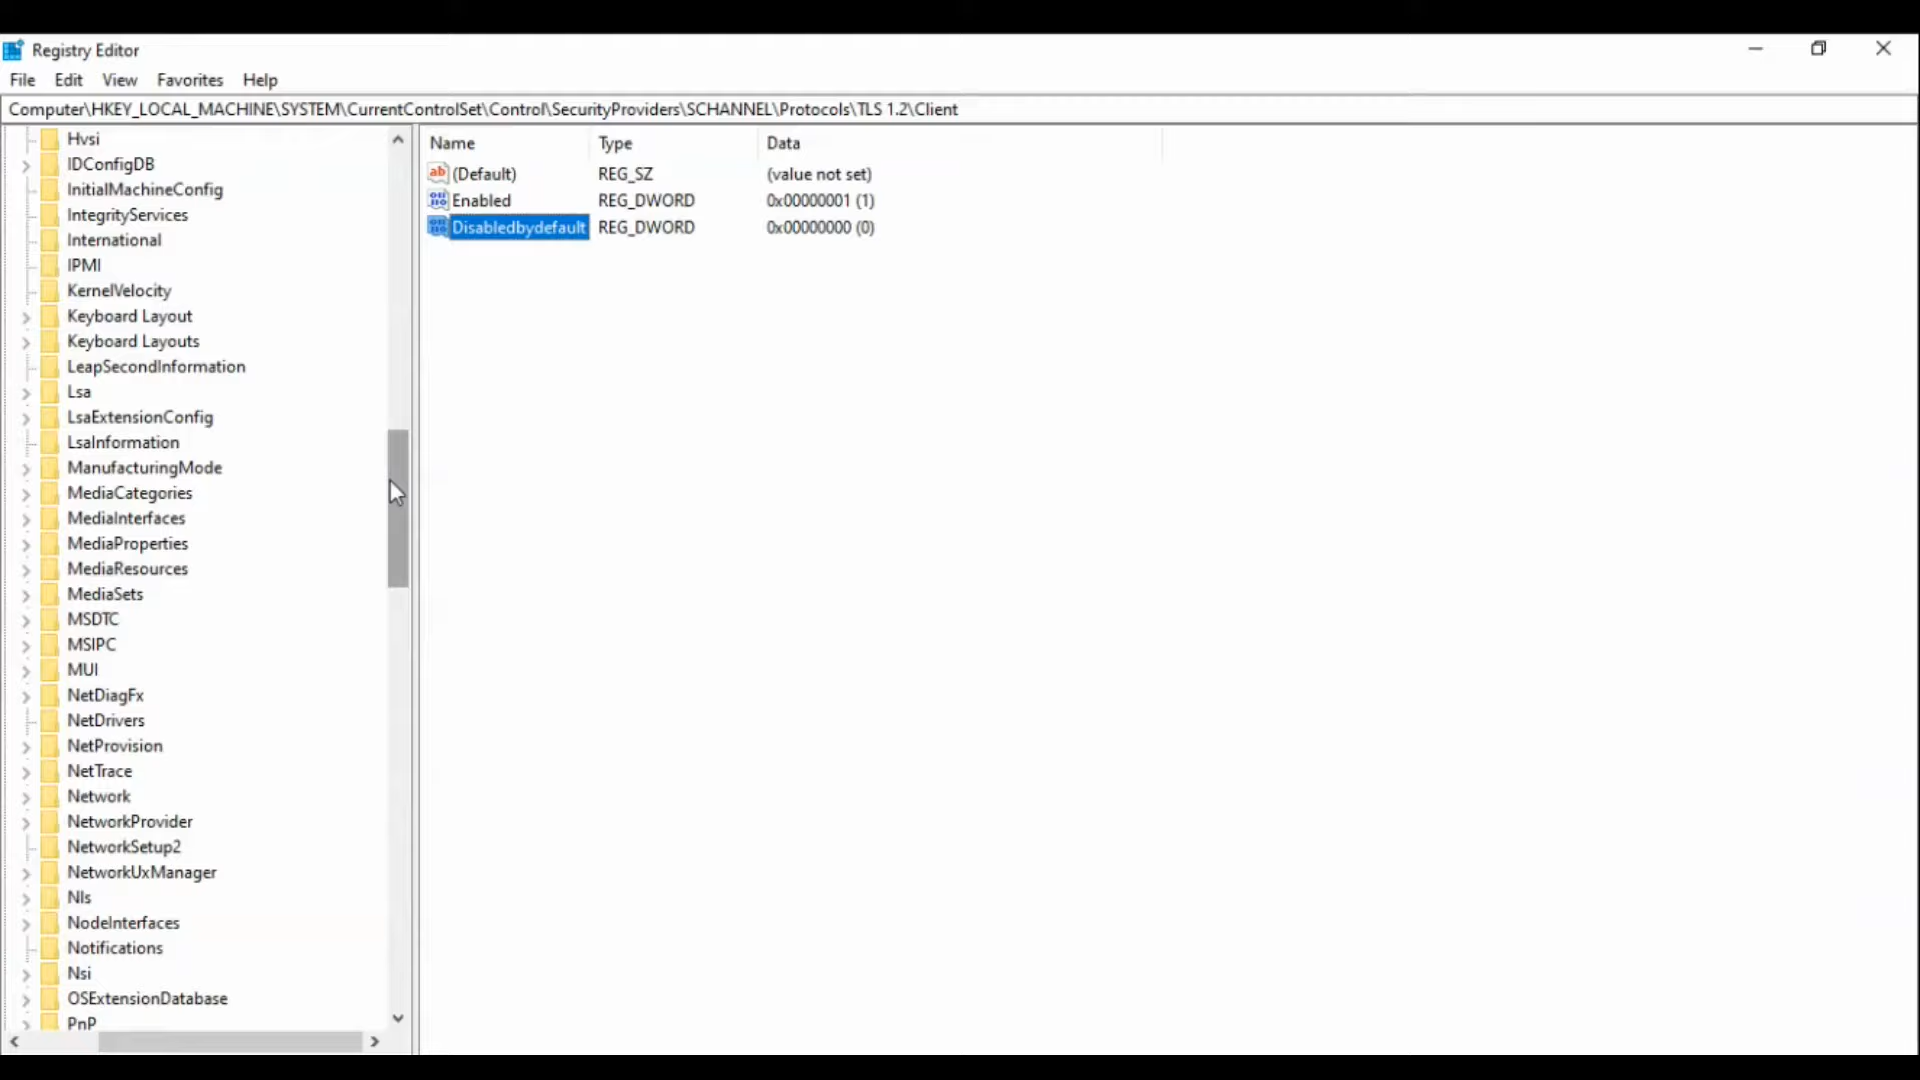 Registry Editor
File Edit View Favorites Help
Computer\HKEY_LOCAL_MACHINE\SYSTEM\CurrentControlSet\Control\SecurityProviders\SCHANNEL\Protocols\TLS 1.2\Client
Hvsi
IDConfigDB
InitialMachineConfig
IntegrityServices
International
IPMI
KernelVelocity
Keyboard Layout
Keyboard Layouts
LeapSecondInformation
Lsa
LsaExtensionConfig
LsaInformation
ManufacturingMode
MediaCategories
MediaInterfaces
MediaProperties
MediaResources
MediaSets
MSDTC
MSIPC
MUI
NetDiagFx
NetDrivers
NetProvision
NetTrace
Network
NetworkProvider
NetworkSetup2
NetworkUxManager
Nls
NodeInterfaces
Notifications
Nsi
OSExtensionDatabase
PnP
Name Type Data
(Default) REG_SZ (value not set)
Enabled REG_DWORD 0x00000001 (1)
Disabledbydefault REG_DWORD 0x00000000 (0)